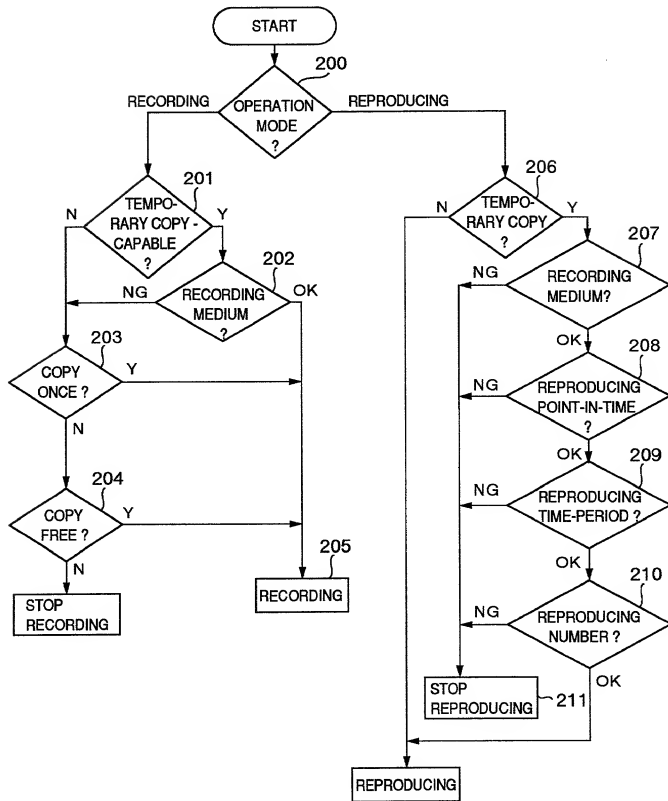 START
200
OPERATION
MODE
?
RECORDING
REPRODUCING
201
TEMPO-
RARY COPY -
CAPABLE
?
N
Y
202
RECORDING
MEDIUM
?
NG
OK
203
COPY
ONCE ?
Y
N
204
COPY
FREE ?
Y
N
STOP
RECORDING
205
RECORDING
206
TEMPO-
RARY COPY
?
N
Y
207
RECORDING
MEDIUM?
NG
OK
208
REPRODUCING
POINT-IN-TIME
?
NG
OK
209
REPRODUCING
TIME-PERIOD ?
NG
OK
210
REPRODUCING
NUMBER ?
NG
OK
STOP
REPRODUCING
211
REPRODUCING